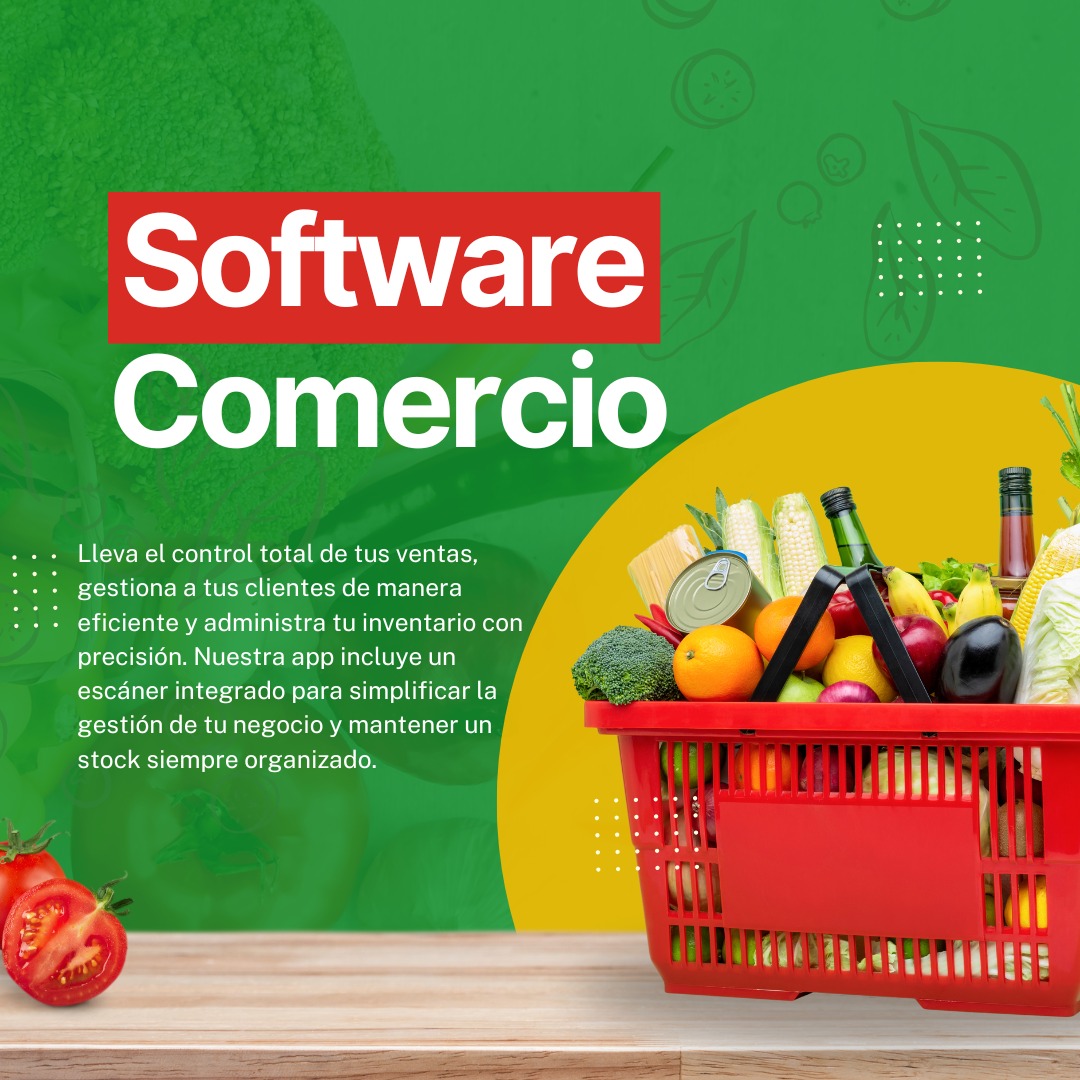 Software
Comercio
Lleva el control total de tus ventas,
gestiona a tus clientes de manera
eficiente y administra tu inventario con
precisión. Nuestra app incluye un
escáner integrado para simplificar la
gestión de tu negocio y mantener un
stock siempre organizado.